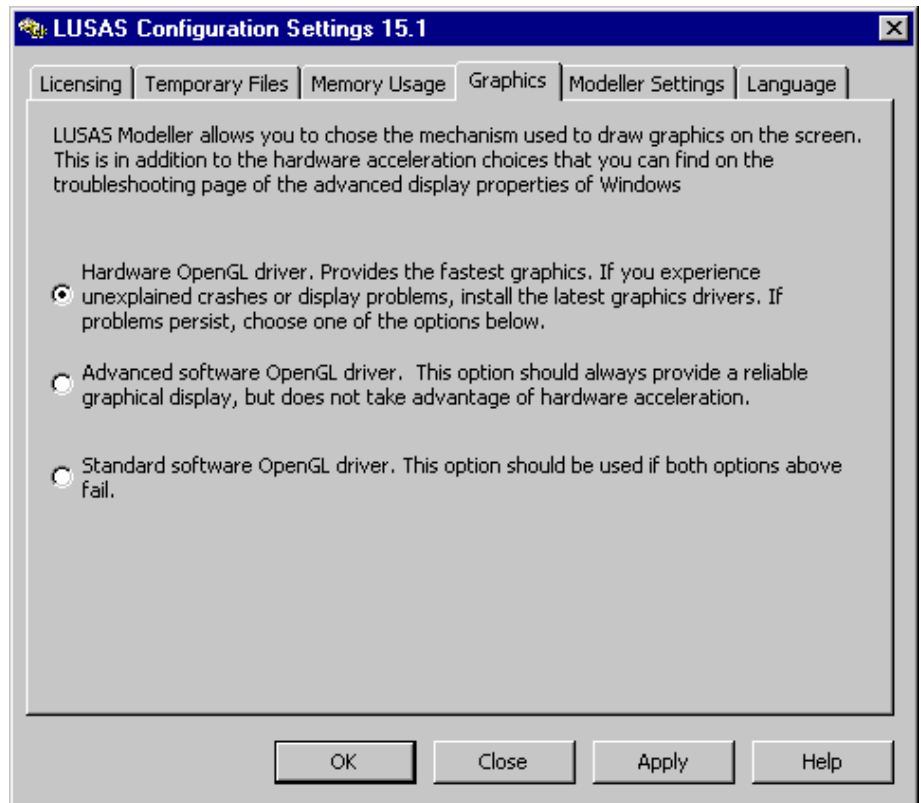 LUSAS Configuration Settings 15.1
Licensing Temporary Files Memory Usage Graphics Modeller Settings Language
LUSAS Modeller allows you to chose the mechanism used to draw graphics on the screen.
This is in addition to the hardware acceleration choices that you can find on the
troubleshooting page of the advanced display properties of Windows
Hardware OpenGL driver. Provides the fastest graphics. If you experience
unexplained crashes or display problems, install the latest graphics drivers. If
problems persist, choose one of the options below.
Advanced software OpenGL driver.  This option should always provide a reliable
graphical display, but does not take advantage of hardware acceleration.
Standard software OpenGL driver. This option should be used if both options above
fail.
OK Close Apply Help